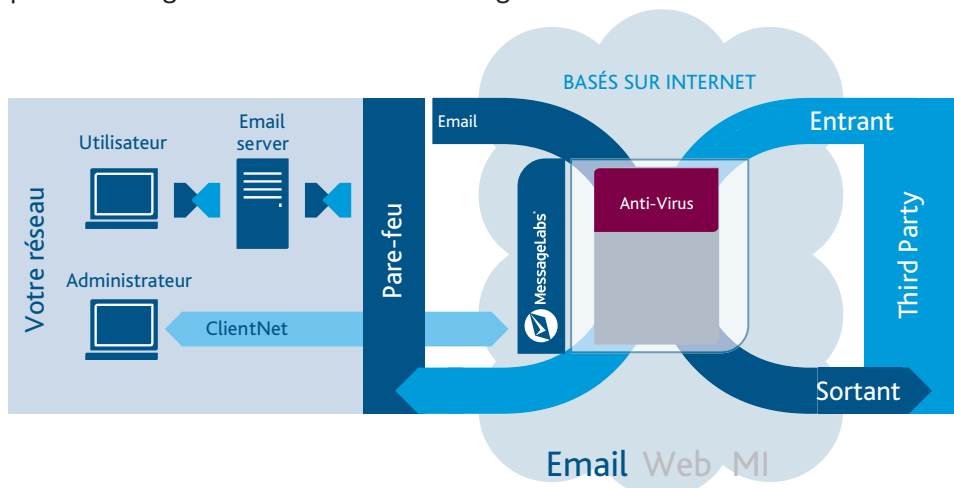 BASÉS SUR INTERNET
Votre réseau
Utilisateur
Email
server
Administrateur
ClientNet
Pare-feu
Email
MessageLabs
Anti-Virus
Entrant
Third Party
Sortant
Email Web MI